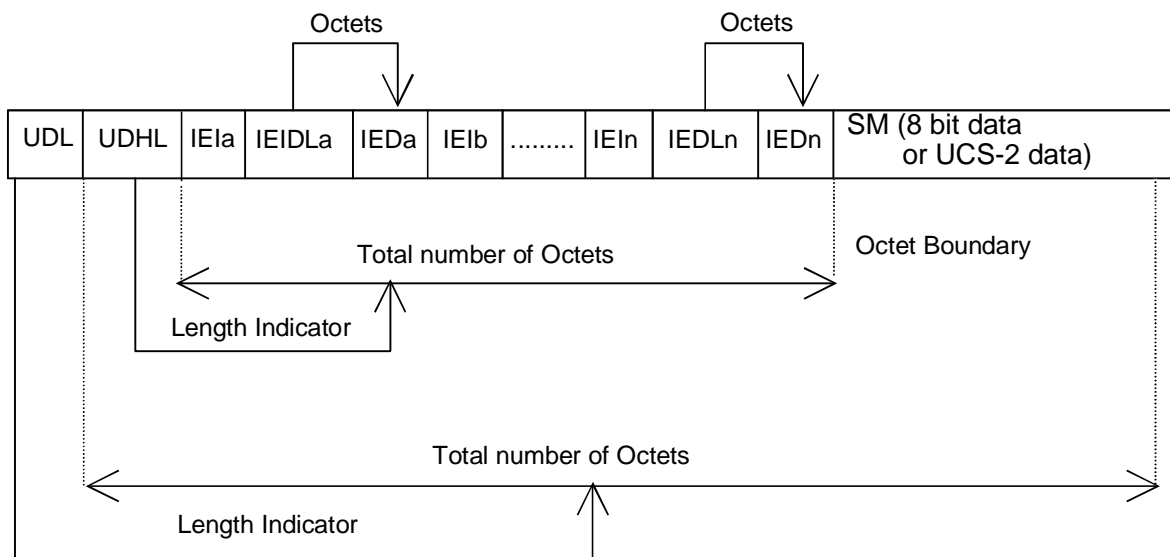 Octets Octets
UDL UDHL IEIa IEIDLa IEDa IEIb ......... IEIn IEDLn IEDn SM (8 bit data
or UCS-2 data)
Total number of Octets Octet Boundary
Length Indicator
Total number of Octets
Length Indicator